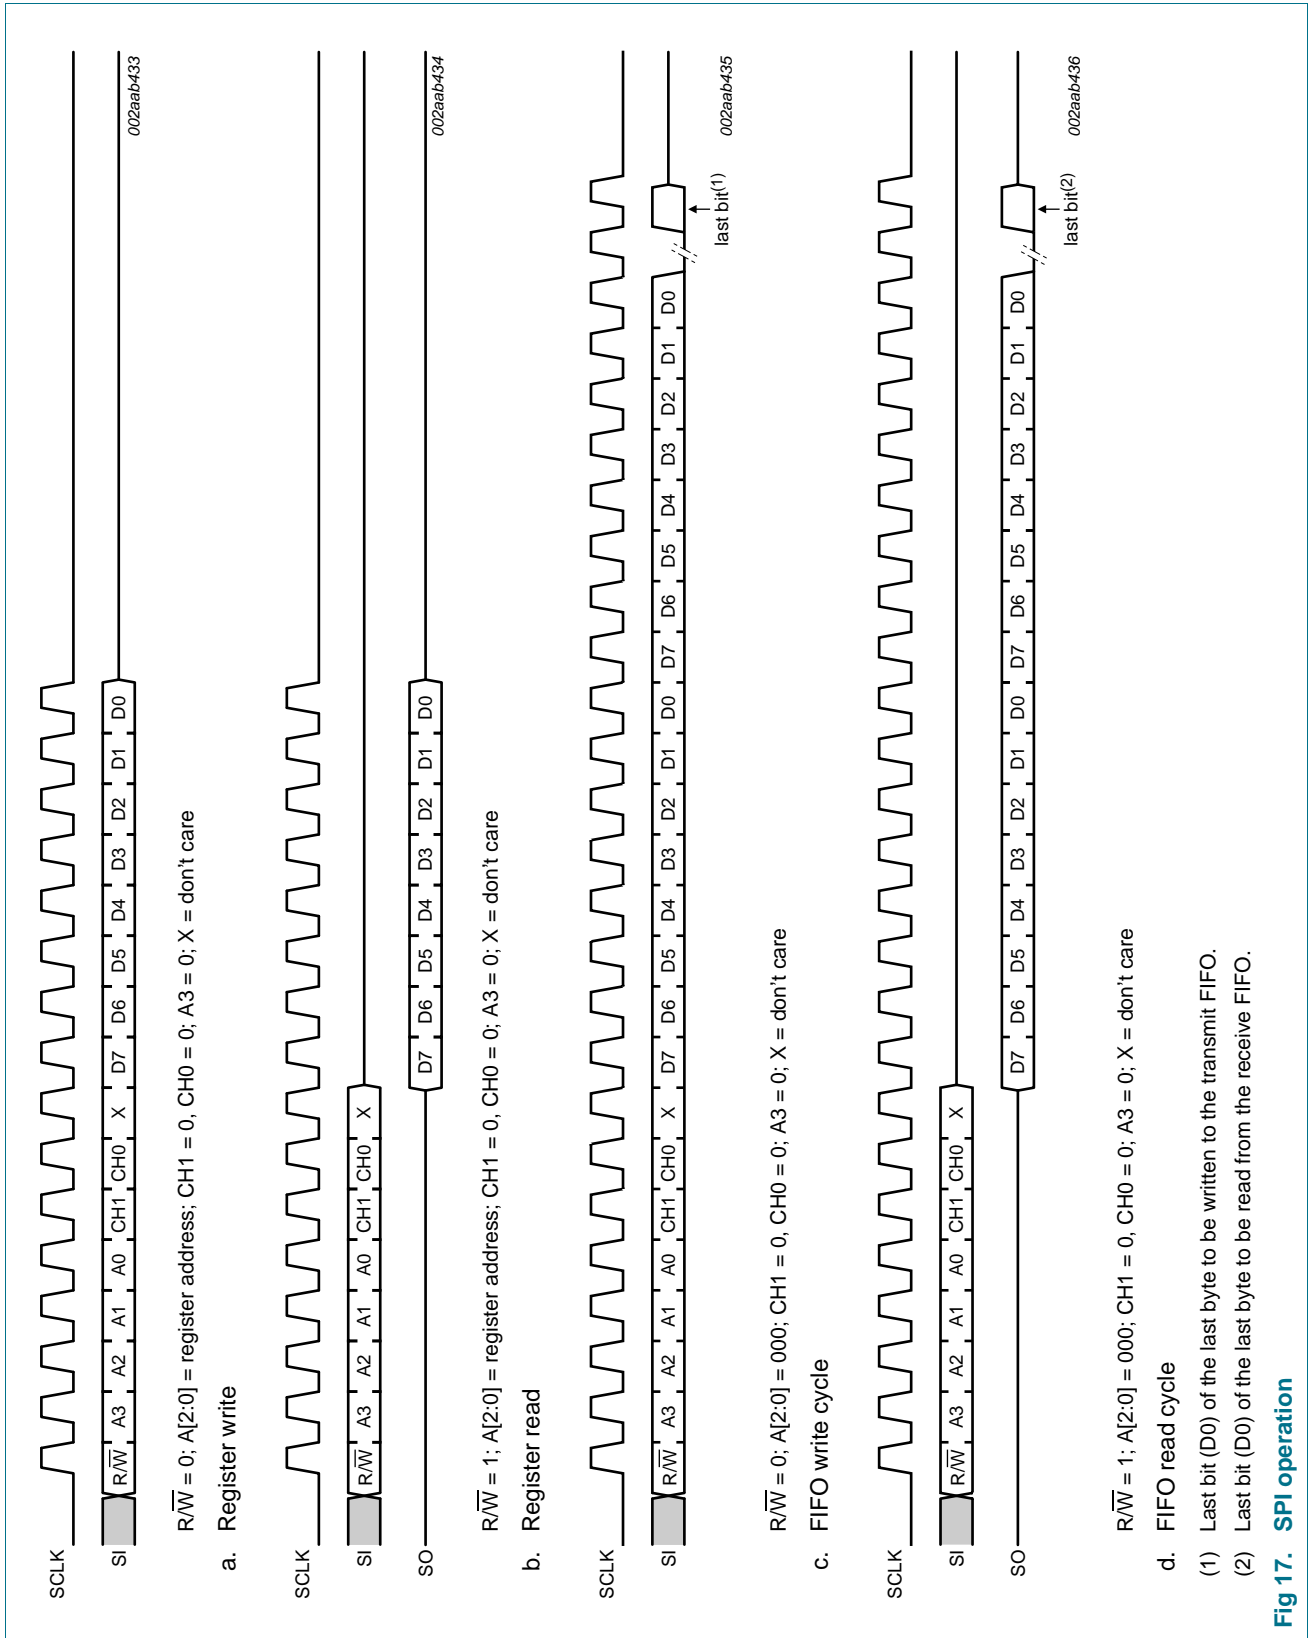 SCLK
SI R/W̅ A3 A2 A1 A0 CH1 CH0 X D7 D6 D5 D4 D3 D2 D1 D0
002aab433
R/W̅ = 0; A[2:0] = register address; CH1 = 0, CH0 = 0; A3 = 0; X = don't care
a. Register write
SCLK
SI R/W̅ A3 A2 A1 A0 CH1 CH0 X
SO D7 D6 D5 D4 D3 D2 D1 D0
002aab434
R/W̅ = 1; A[2:0] = register address; CH1 = 0, CH0 = 0; A3 = 0; X = don't care
b. Register read
SI R/W̅ A3 A2 A1 A0 CH1 CH0 X D7 D6 D5 D4 D3 D2 D1 D0 D7 D6 D5 D4 D3 D2 D1 D0
last bit(1)
002aab435
R/W̅ = 0; A[2:0] = 000; CH1 = 0, CH0 = 0; A3 = 0; X = don't care
c. FIFO write cycle
SCLK
SI R/W̅ A3 A2 A1 A0 CH1 CH0 X
SO D7 D6 D5 D4 D3 D2 D1 D0 D7 D6 D5 D4 D3 D2 D1 D0
last bit(2)
002aab436
R/W̅ = 1; A[2:0] = 000; CH1 = 0, CH0 = 0; A3 = 0; X = don't care
d. FIFO read cycle
(1) Last bit (D0) of the last byte to be written to the transmit FIFO.
(2) Last bit (D0) of the last byte to be read from the receive FIFO.
Fig 17. SPI operation